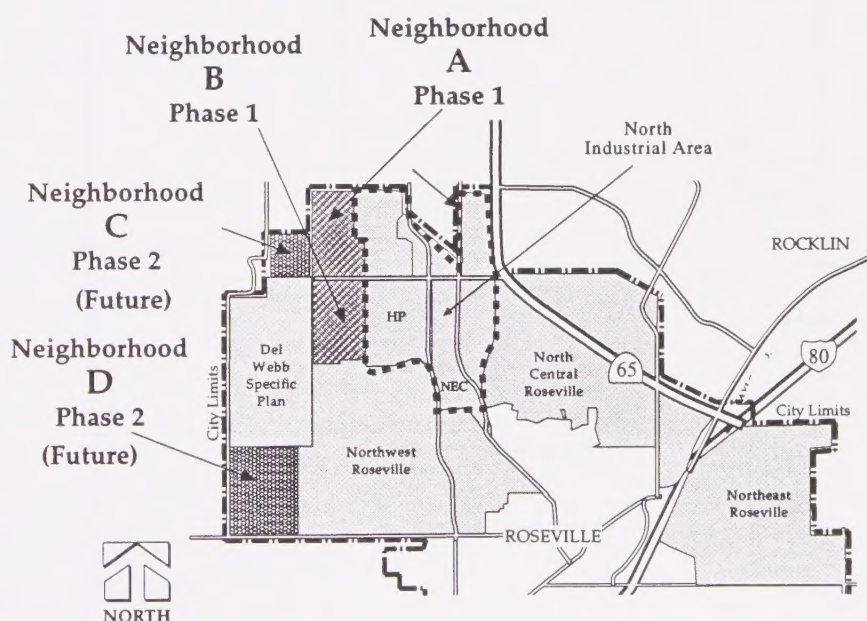 Neighborhood
A
Phase 1
Neighborhood
B
Phase 1
North
Industrial Area
Neighborhood
C
Phase 2
(Future)
ROCKLIN
HP
Del
Webb
Specific
Plan
North
Central
Roseville
65
80
NEC
Neighborhood
D
Phase 2
(Future)
City Limits
City Limits
Northwest
Roseville
Northeast
Roseville
ROSEVILLE
NORTH